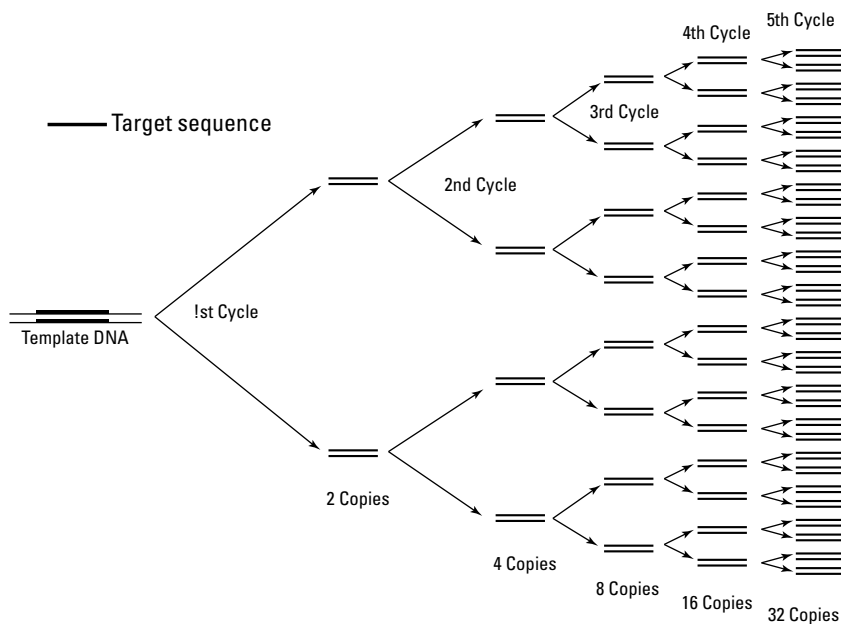 5th Cycle
4th Cycle
3rd Cycle
Target sequence
2nd Cycle
!st Cycle
Template DNA
2 Copies
4 Copies
8 Copies
16 Copies
32 Copies